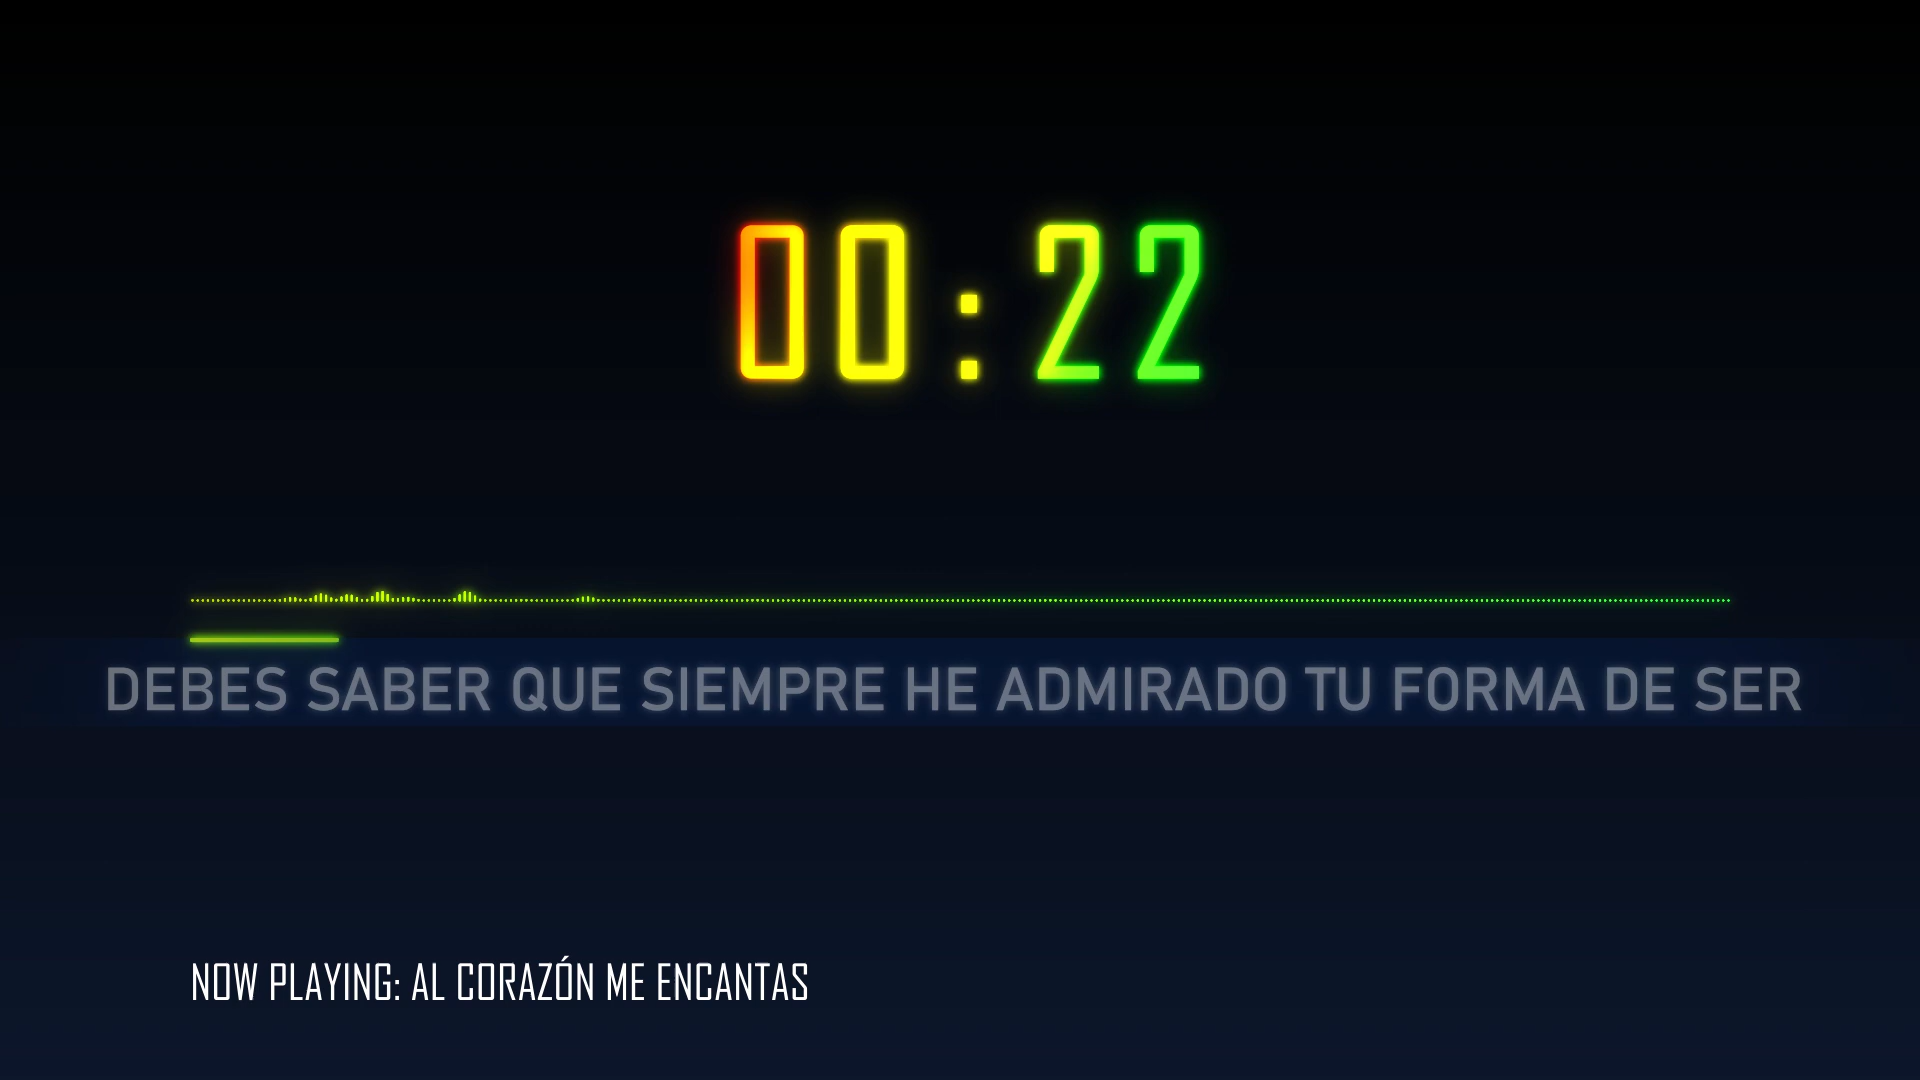 00:22
DEBES SABER QUE SIEMPRE HE ADMIRADO TU FORMA DE SER
NOW PLAYING: AL CORAZÓN ME ENCANTAS